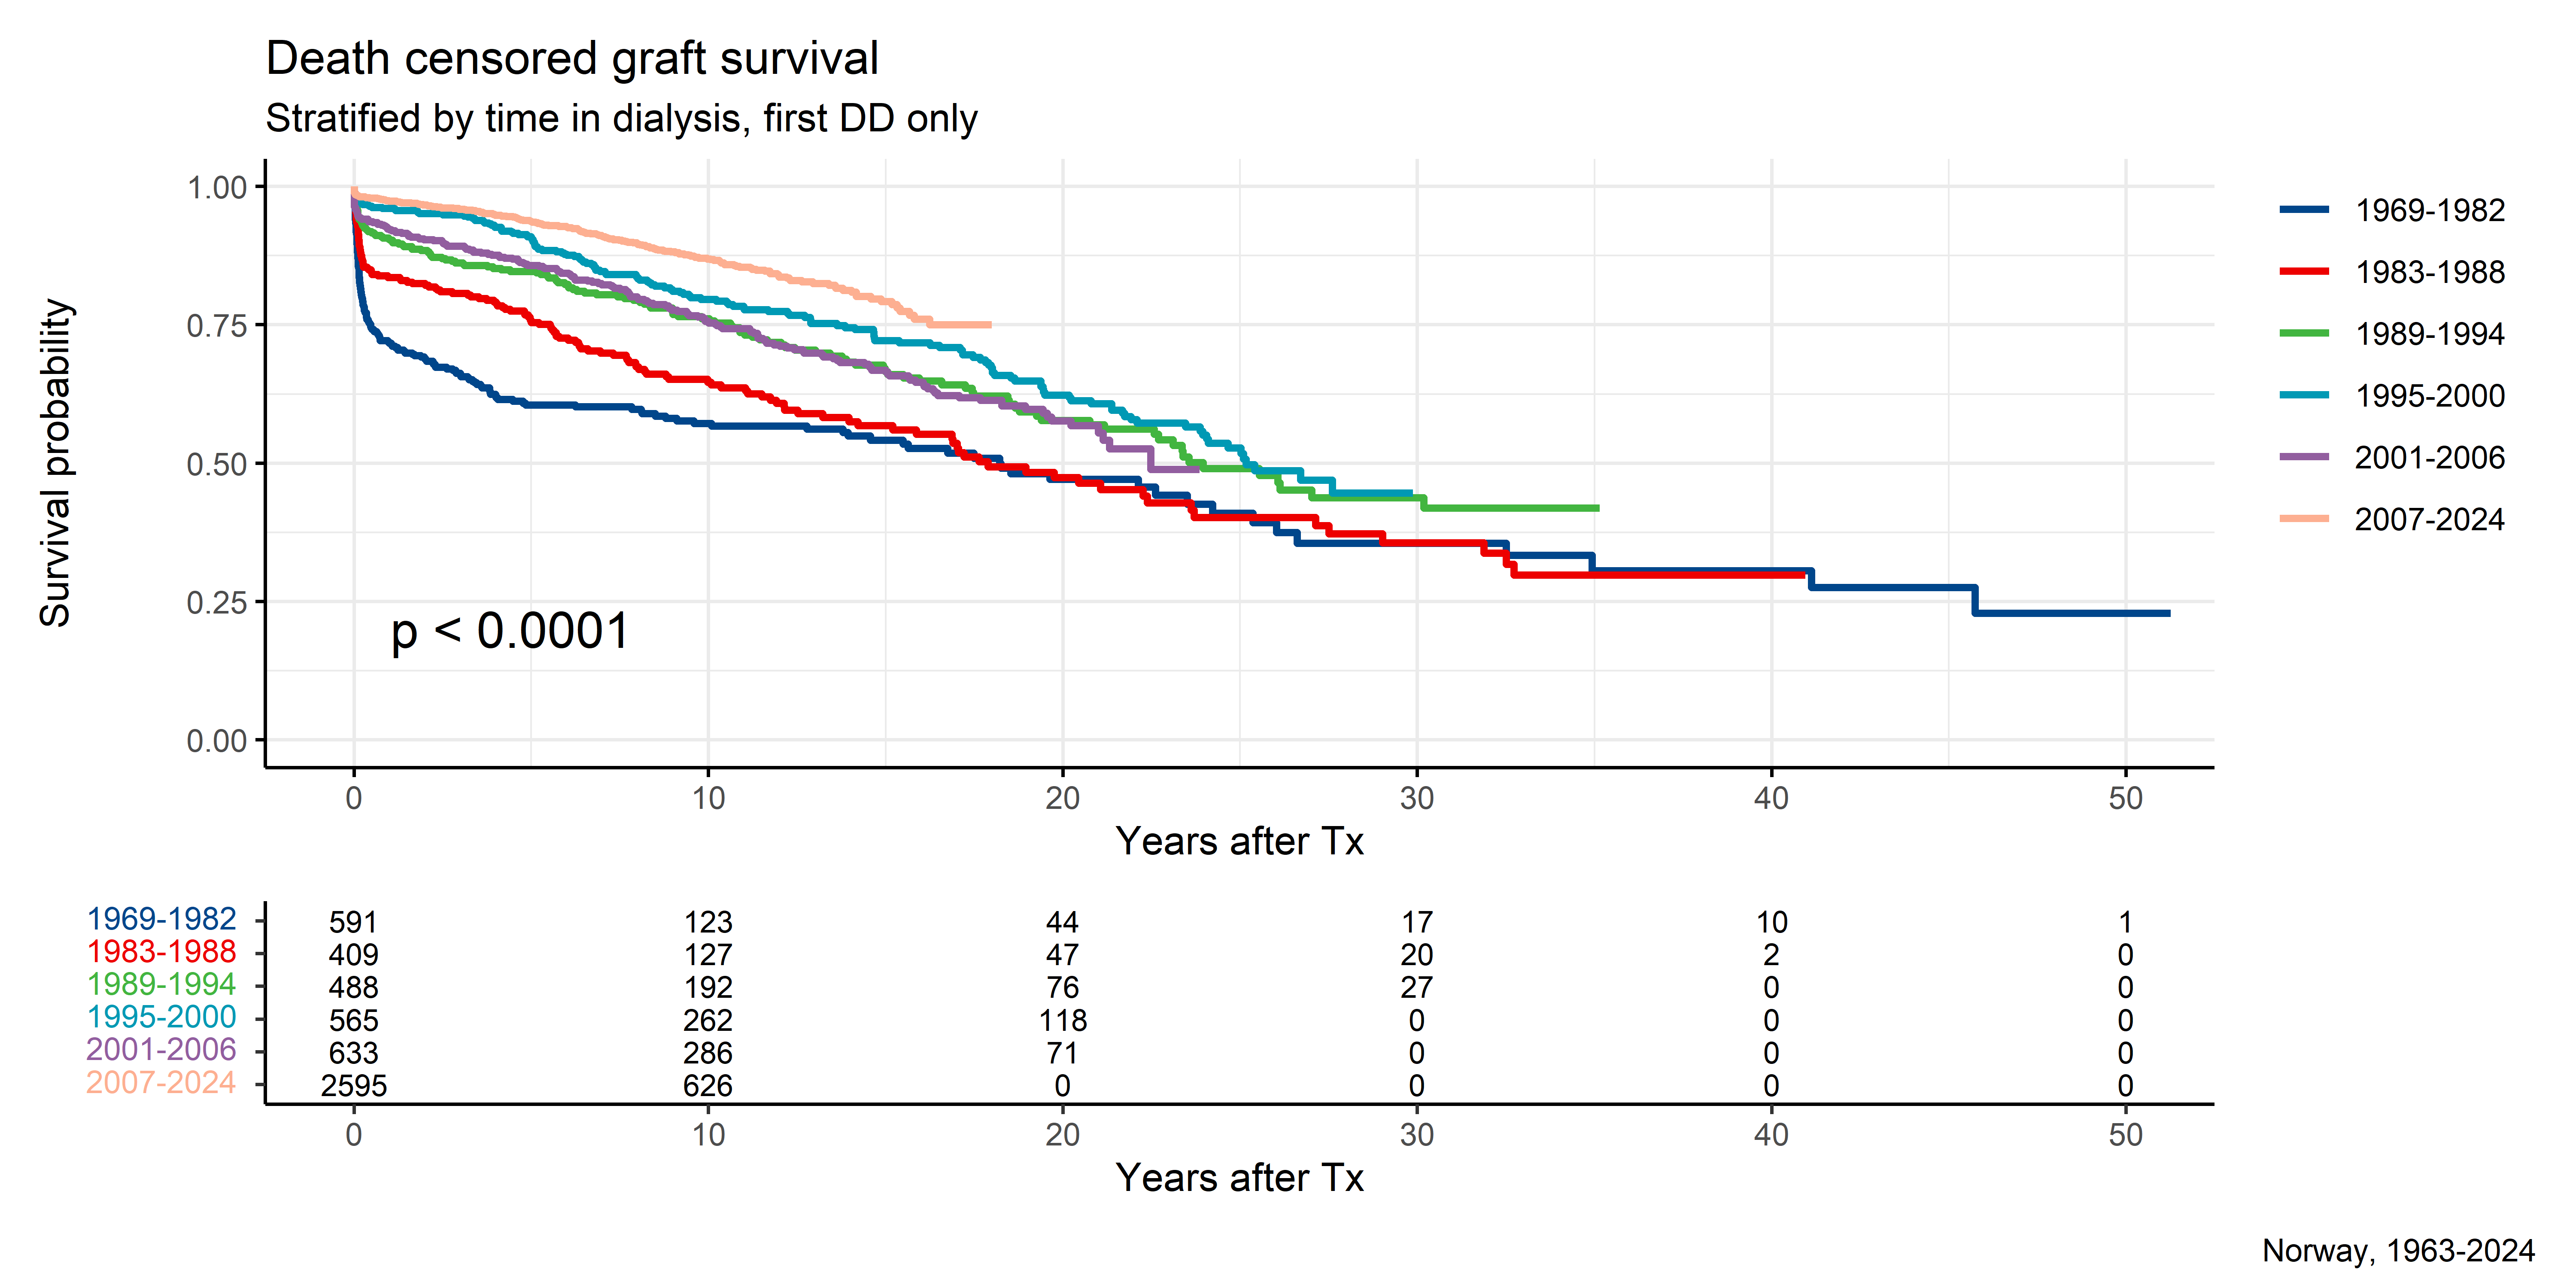 Death censored graft survival
Stratified by time in dialysis, first DD only
Survival probability
1.00
0.75
0.50
0.25
0.00
p < 0.0001
0 10 20 30 40 50
Years after Tx
1969-1982
1983-1988
1989-1994
1995-2000
2001-2006
2007-2024
1969-1982 591 123 44 17 10 1
1983-1988 409 127 47 20 2 0
1989-1994 488 192 76 27 0 0
1995-2000 565 262 118 0 0 0
2001-2006 633 286 71 0 0 0
2007-2024 2595 626 0 0 0 0
0 10 20 30 40 50
Years after Tx
Norway, 1963-2024